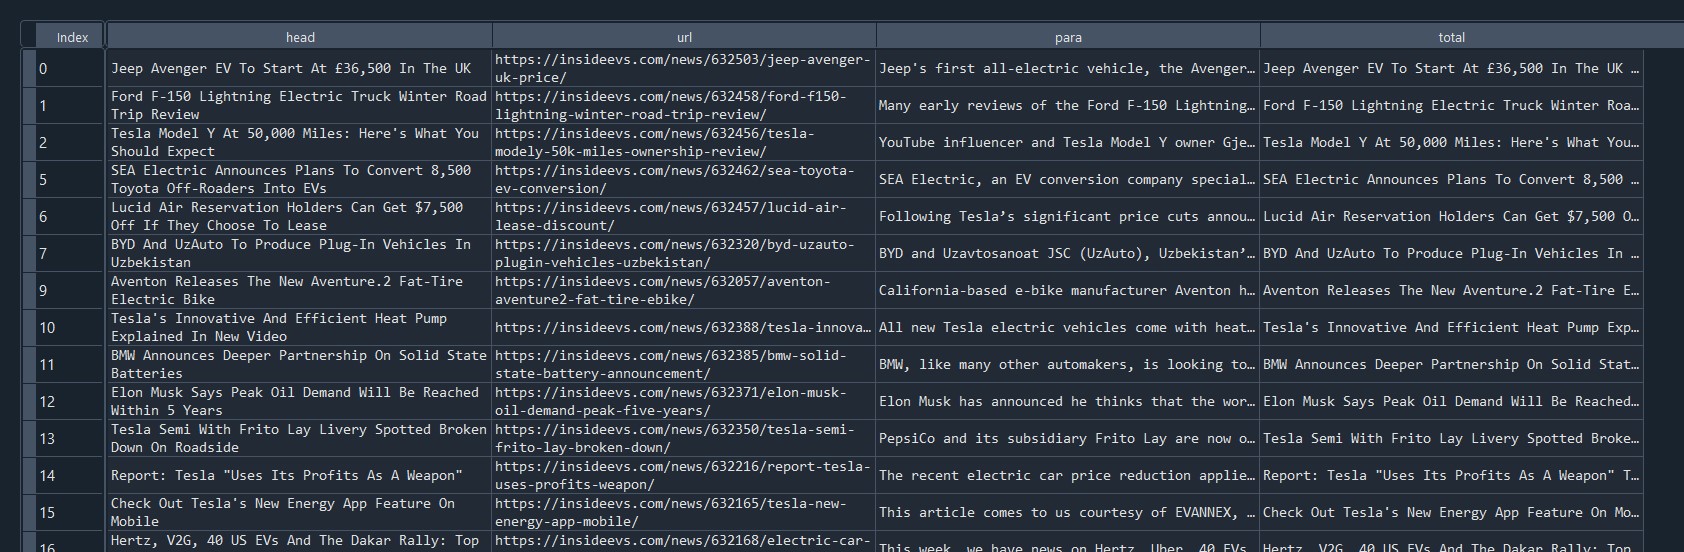 Index head url para total
0 Jeep Avenger EV To Start At £36,500 In The UK https://insideevs.com/news/632503/jeep-avenger- Jeep's first all-electric vehicle, the Avenger… Jeep Avenger EV To Start At £36,500 In The UK …
uk-price/
1 Ford F-150 Lightning Electric Truck Winter Road https://insideevs.com/news/632458/ford-f150- Many early reviews of the Ford F-150 Lightning… Ford F-150 Lightning Electric Truck Winter Roa…
Trip Review lightning-winter-road-trip-review/
2 Tesla Model Y At 50,000 Miles: Here's What You https://insideevs.com/news/632456/tesla- YouTube influencer and Tesla Model Y owner Gje… Tesla Model Y At 50,000 Miles: Here's What You…
Should Expect modely-50k-miles-ownership-review/
5 SEA Electric Announces Plans To Convert 8,500 https://insideevs.com/news/632462/sea-toyota- SEA Electric, an EV conversion company special… SEA Electric Announces Plans To Convert 8,500 …
Toyota Off-Roaders Into EVs ev-conversion/
6 Lucid Air Reservation Holders Can Get $7,500 https://insideevs.com/news/632457/lucid-air- Following Tesla’s significant price cuts annou… Lucid Air Reservation Holders Can Get $7,500 O…
Off If They Choose To Lease lease-discount/
7 BYD And UzAuto To Produce Plug-In Vehicles In https://insideevs.com/news/632320/byd-uzauto- BYD and Uzavtosanoat JSC (UzAuto), Uzbekistan’… BYD And UzAuto To Produce Plug-In Vehicles In …
Uzbekistan plugin-vehicles-uzbekistan/
9 Aventon Releases The New Aventure.2 Fat-Tire https://insideevs.com/news/632057/aventon- California-based e-bike manufacturer Aventon h… Aventon Releases The New Aventure.2 Fat-Tire E…
Electric Bike aventure2-fat-tire-ebike/
10 Tesla's Innovative And Efficient Heat Pump https://insideevs.com/news/632388/tesla-innova… All new Tesla electric vehicles come with heat… Tesla's Innovative And Efficient Heat Pump Exp…
Explained In New Video
11 BMW Announces Deeper Partnership On Solid State https://insideevs.com/news/632385/bmw-solid- BMW, like many other automakers, is looking to… BMW Announces Deeper Partnership On Solid Stat…
Batteries state-battery-announcement/
12 Elon Musk Says Peak Oil Demand Will Be Reached https://insideevs.com/news/632371/elon-musk- Elon Musk has announced he thinks that the wor… Elon Musk Says Peak Oil Demand Will Be Reached…
Within 5 Years oil-demand-peak-five-years/
13 Tesla Semi With Frito Lay Livery Spotted Broken https://insideevs.com/news/632350/tesla-semi- PepsiCo and its subsidiary Frito Lay are now o… Tesla Semi With Frito Lay Livery Spotted Broke…
Down On Roadside frito-lay-broken-down/
14 Report: Tesla "Uses Its Profits As A Weapon" https://insideevs.com/news/632216/report-tesla- The recent electric car price reduction applie… Report: Tesla "Uses Its Profits As A Weapon" T…
uses-profits-weapon/
15 Check Out Tesla's New Energy App Feature On https://insideevs.com/news/632165/tesla-new- This article comes to us courtesy of EVANNEX, … Check Out Tesla's New Energy App Feature On Mo…
Mobile energy-app-mobile/
16 Hertz, V2G, 40 US EVs And The Dakar Rally: Top https://insideevs.com/news/632168/electric-car- This week, we have news on Hertz, Uber, 40 EVs Hertz, V2G, 40 US EVs And The Dakar Rally: Top